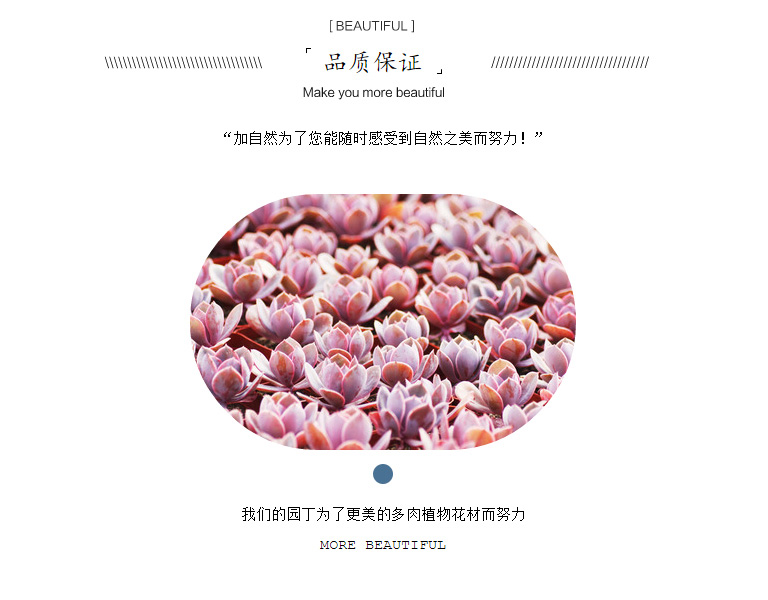 [ BEAUTIFUL ]
品质保证
Make you more beautiful
“加自然为了您能随时感受到自然之美而努力！”
我们的园丁为了更美的多肉植物花材而努力
MORE BEAUTIFUL